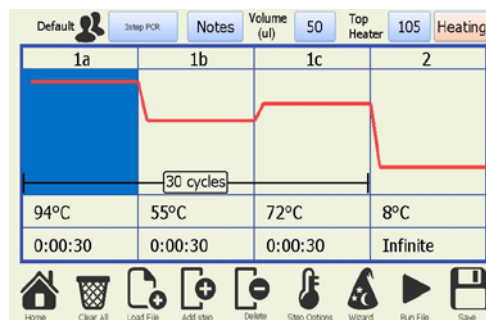 Default 2step PCR Notes Volume (ul) 50 Top Heater 105 Heating
1a 1b 1c 2
30 cycles
94°C 55°C 72°C 8°C
0:00:30 0:00:30 0:00:30 Infinite
Home Clear All Load File Add step Delete Step Options Wizard Run File Save